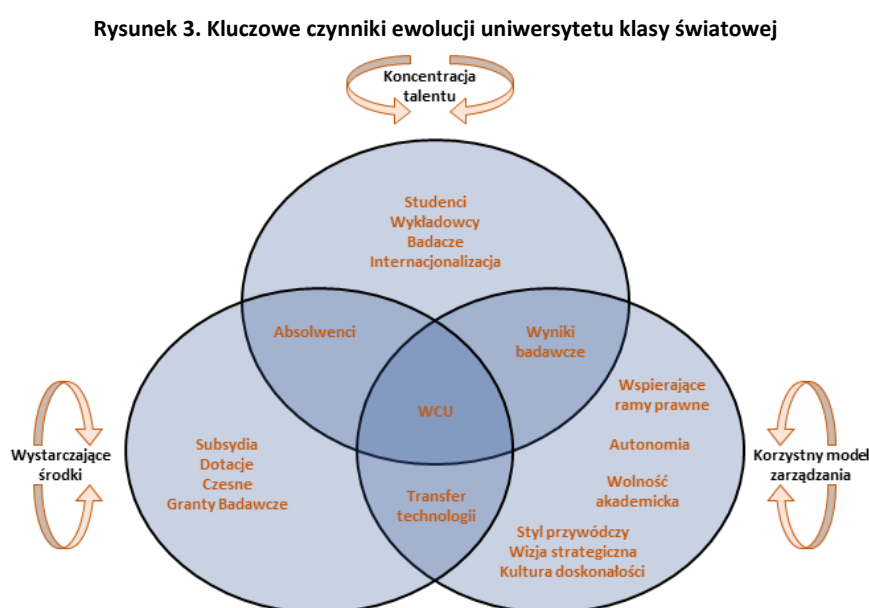 Rysunek 3. Kluczowe czynniki ewolucji uniwersytetu klasy światowej
Koncentracja
talentu
Studenci
Wykładowcy
Badacze
Internacjonalizacja
Absolwenci
Wyniki
badawcze
WCU
Wspierające
ramy prawne
Wystarczające
środki
Subsydia
Dotacje
Czesne
Granty Badawcze
Autonomia
Korzystny model
zarządzania
Wolność
akademicka
Transfer
technologii
Styl przywódczy
Wizja strategiczna
Kultura doskonałości